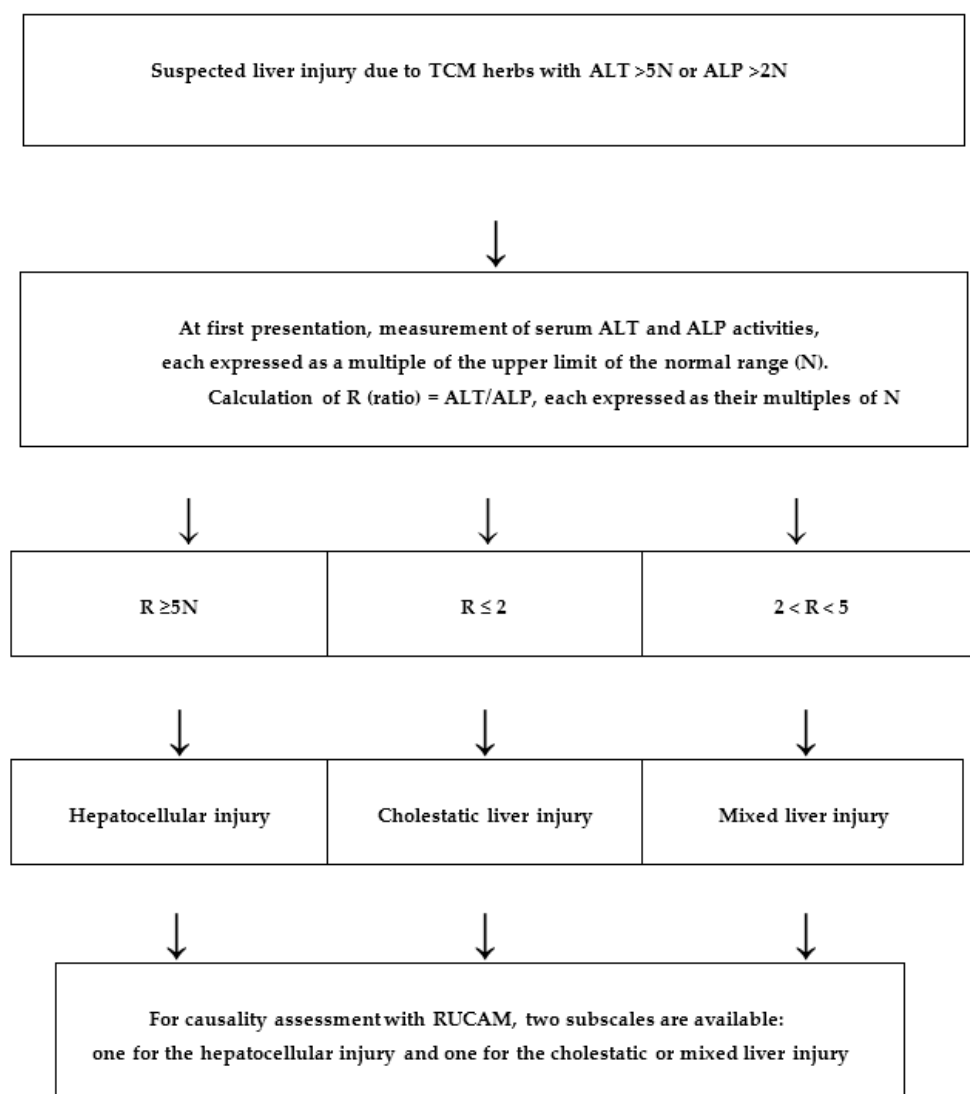 Suspected liver injury due to TCM herbs with ALT >5N or ALP >2N
At first presentation, measurement of serum ALT and ALP activities,
each expressed as a multiple of the upper limit of the normal range (N).
Calculation of R (ratio) = ALT/ALP, each expressed as their multiples of N
R ≥5N
R ≤ 2
2 < R < 5
Hepatocellular injury
Cholestatic liver injury
Mixed liver injury
For causality assessment with RUCAM, two subscales are available:
one for the hepatocellular injury and one for the cholestatic or mixed liver injury